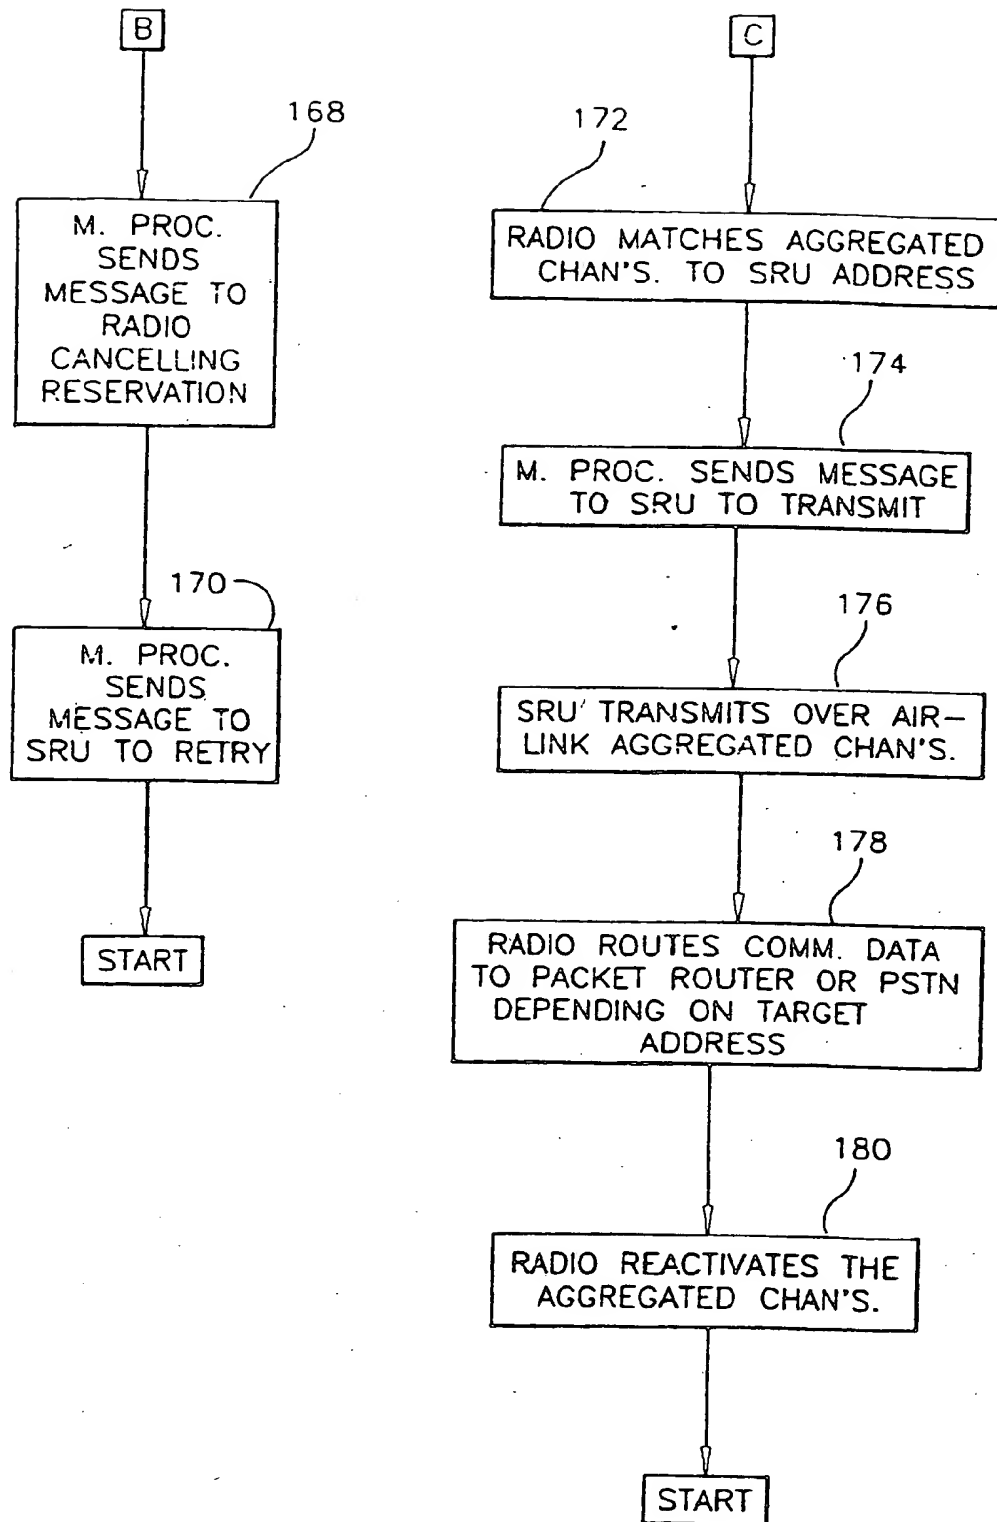 B
168
M. PROC.
SENDS
MESSAGE TO
RADIO
CANCELLING
RESERVATION
170
M. PROC.
SENDS
MESSAGE TO
SRU TO RETRY
START
C
172
RADIO MATCHES AGGREGATED
CHAN'S. TO SRU ADDRESS
174
M. PROC. SENDS MESSAGE
TO SRU TO TRANSMIT
176
SRU TRANSMITS OVER AIR-
LINK AGGREGATED CHAN'S.
178
RADIO ROUTES COMM. DATA
TO PACKET ROUTER OR PSTN
DEPENDING ON TARGET
ADDRESS
180
RADIO REACTIVATES THE
AGGREGATED CHAN'S.
START